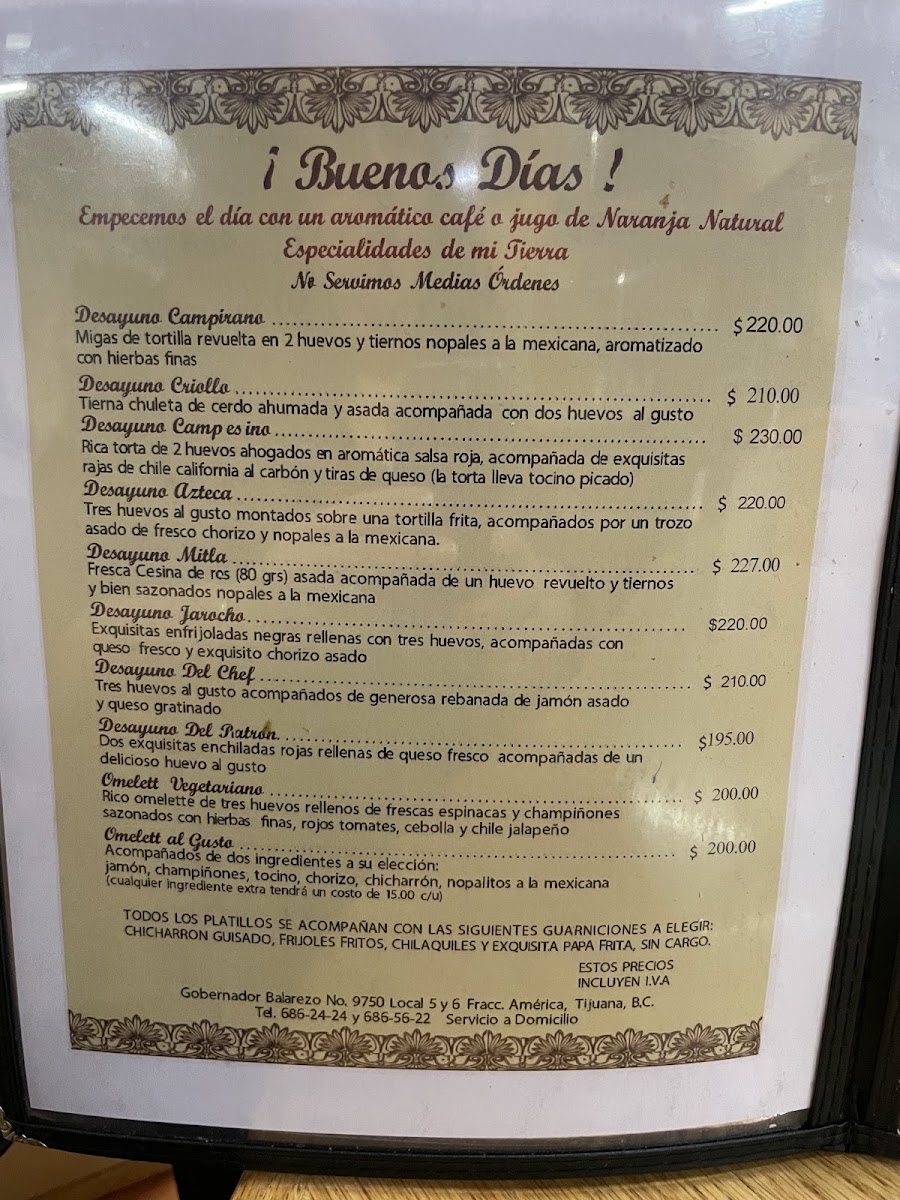 ¡ Buenos Días !
Empecemos el día con un aromático café o jugo de Naranja Natural
Especialidades de mi Tierra
No Servimos Medias Órdenes
Desayuno Campirano ........................................................ $220.00
Migas de tortilla revuelta en 2 huevos y tiernos nopales a la mexicana, aromatizado
con hierbas finas
Desayuno Criollo ............................................................ $ 210.00
Tierna chuleta de cerdo ahumada y asada acompañada con dos huevos al gusto
Desayuno Camp es ino ....................................................... $ 230.00
Rica torta de 2 huevos ahogados en aromática salsa roja, acompañada de exquisitas
rajas de chile california al carbón y tiras de queso (la torta lleva tocino picado)
Desayuno Azteca ............................................................ $ 220.00
Tres huevos al gusto montados sobre una tortilla frita, acompañados por un trozo
asado de fresco chorizo y nopales a la mexicana.
Desayuno Mitla ............................................................ $ 227.00
Fresca Cesina de res (80 grs) asada acompañada de un huevo revuelto y tiernos
y bien sazonados nopales a la mexicana
Desayuno Jarocho ......................................................... $220.00
Exquisitas enfrijoladas negras rellenas con tres huevos, acompañadas con
queso fresco y exquisito chorizo asado
Desayuno Del Chef ........................................................ $ 210.00
Tres huevos al gusto acompañados de generosa rebanada de jamón asado
y queso gratinado
Desayuno Del Patrón ..................................................... $195.00
Dos exquisitas enchiladas rojas rellenas de queso fresco acompañadas de un
delicioso huevo al gusto
Omelett Vegetariano ...................................................... $ 200.00
Rico omelette de tres huevos rellenos de frescas espinacas y champiñones
sazonados con hierbas finas, rojos tomates, cebolla y chile jalapeño
Omelett al Gusto .......................................................... $ 200.00
Acompañados de dos ingredientes a su elección:
jamón, champiñones, tocino, chorizo, chicharrón, nopalitos a la mexicana
(cualquier ingrediente extra tendrá un costo de 15.00 c/u)
TODOS LOS PLATILLOS SE ACOMPAÑAN CON LAS SIGUIENTES GUARNICIONES A ELEGIR:
CHICHARRON GUISADO, FRIJOLES FRITOS, CHILAQUILES Y EXQUISITA PAPA FRITA, SIN CARGO.
ESTOS PRECIOS
INCLUYEN I.V.A
Gobernador Balarezo No. 9750 Local 5 y 6 Fracc. América, Tijuana, B.C.
Tel. 686-24-24 y 686-56-22 Servicio a Domicilio